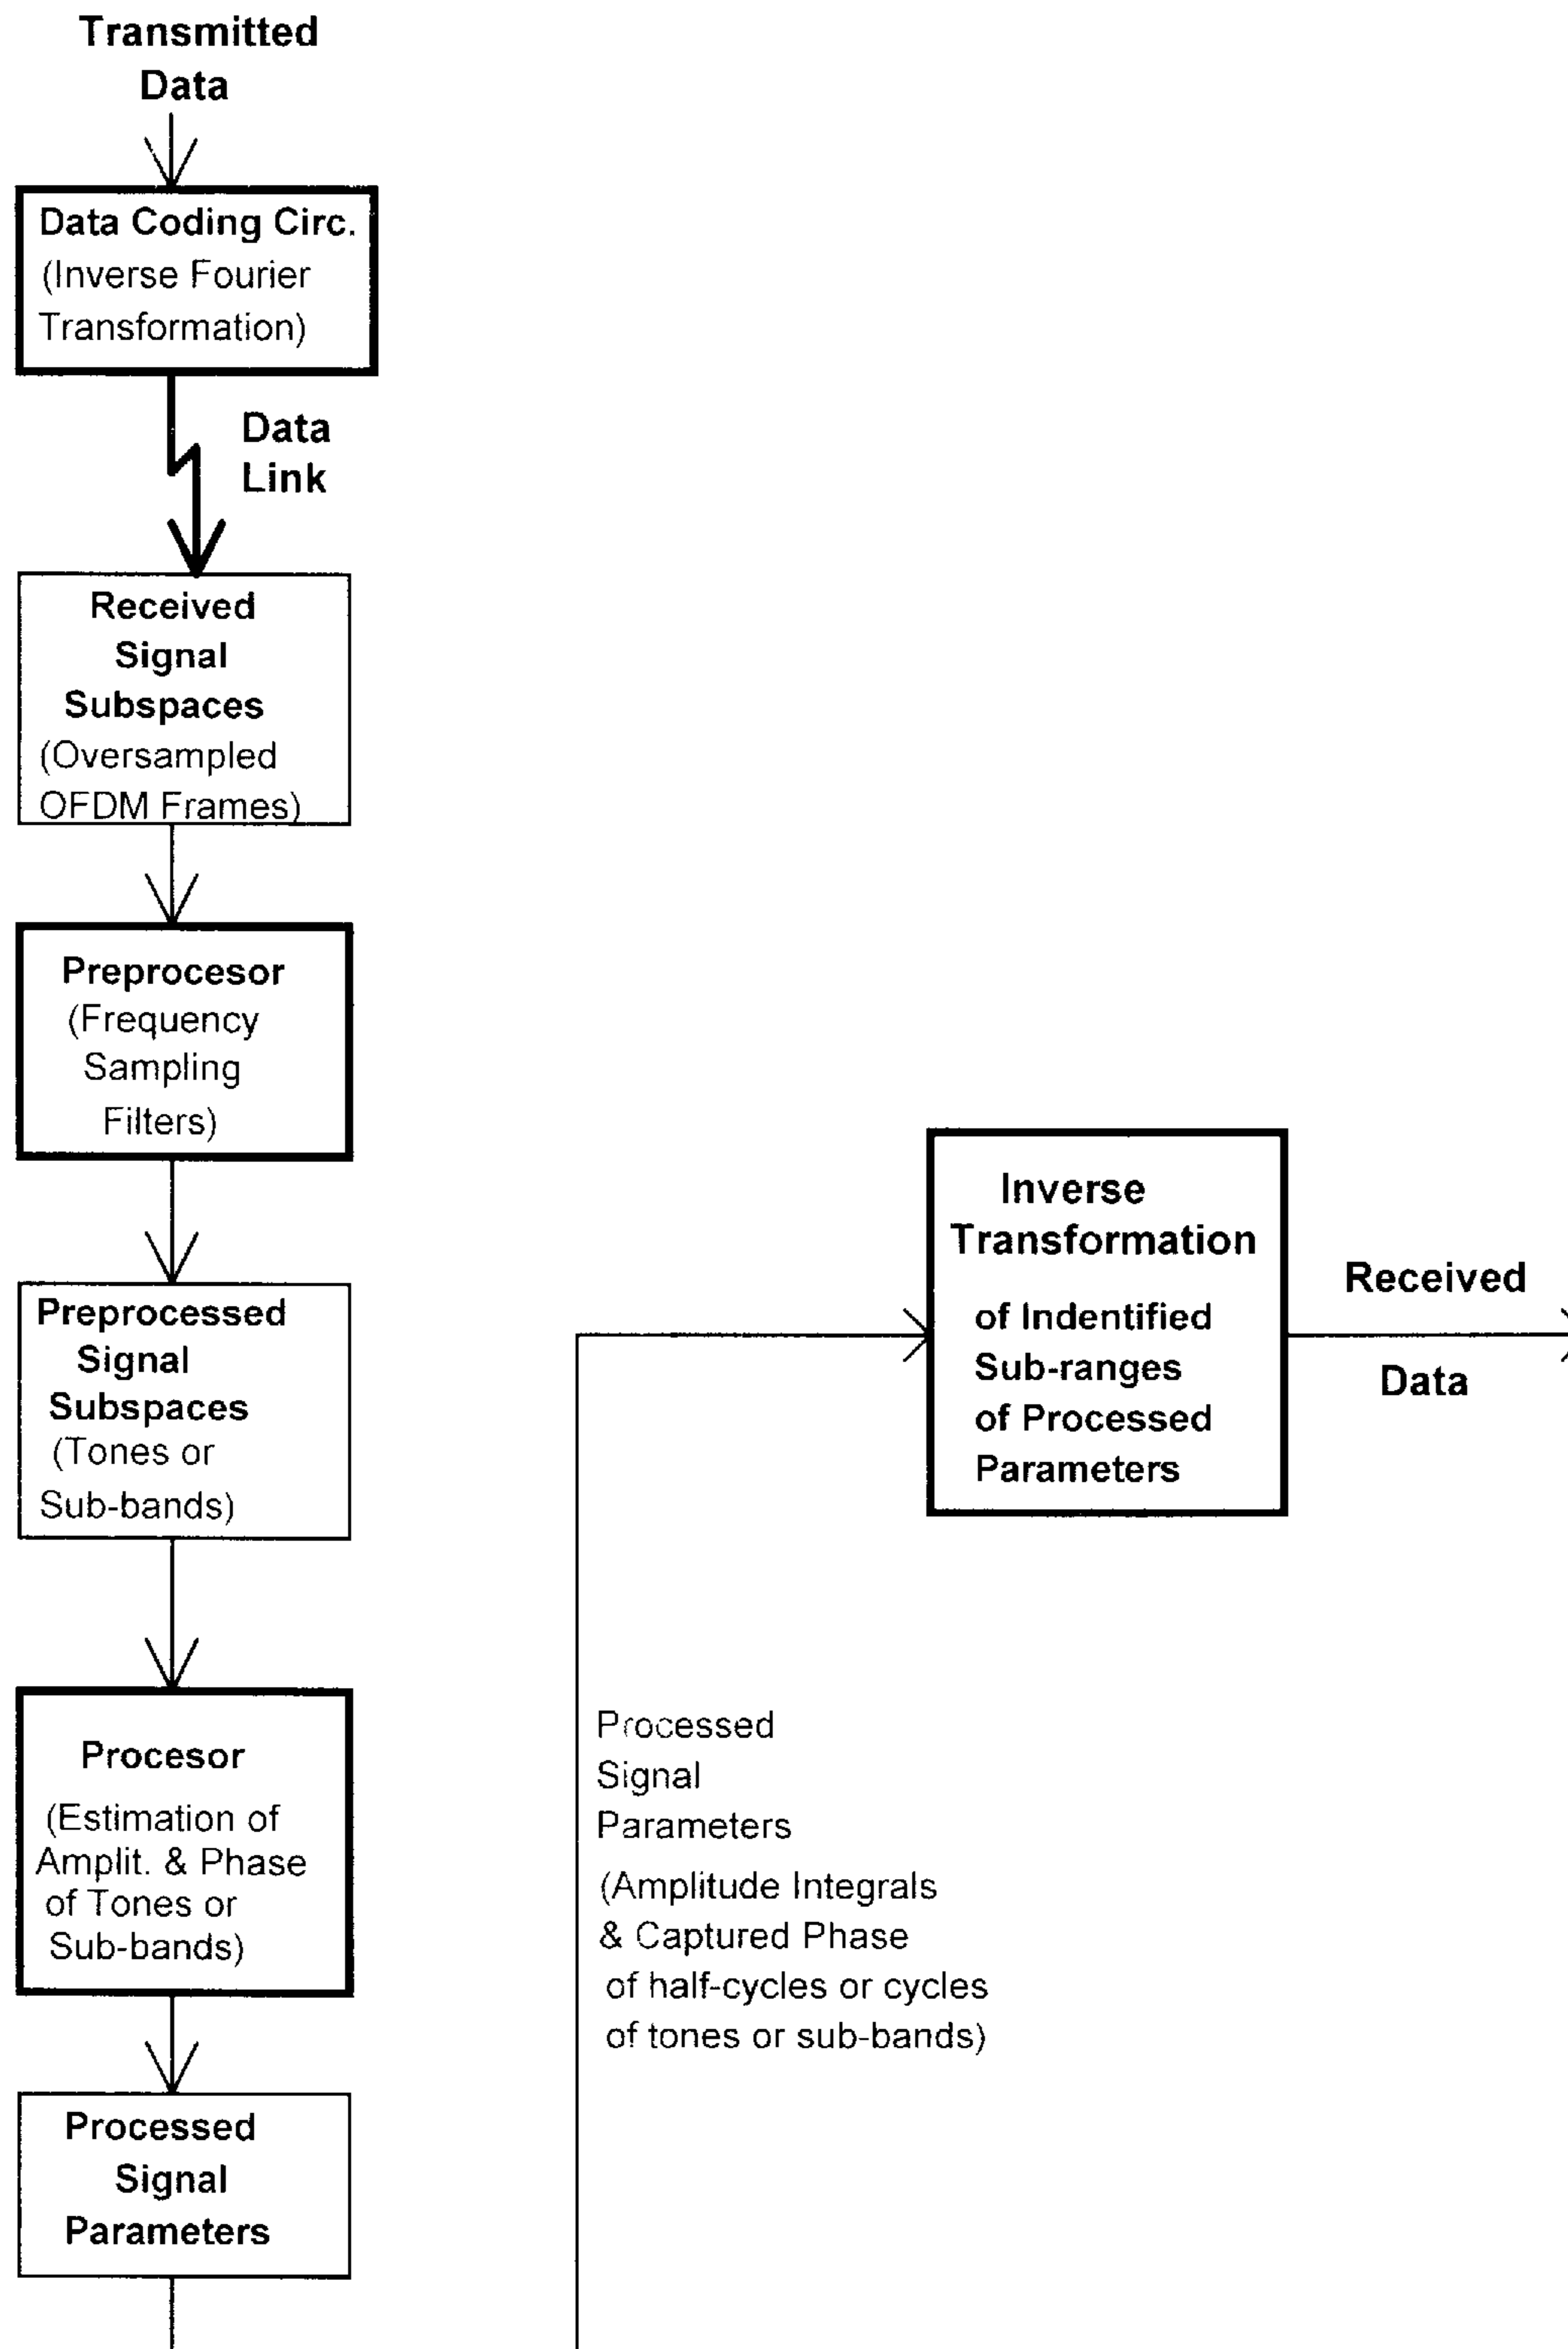 Transmitted
Data
Data Coding Circ.
(Inverse Fourier
Transformation)
Data
Link
Received
Signal
Subspaces
(Oversampled
OFDM Frames)
Preprocesor
(Frequency
Sampling
Filters)
Preprocessed
Signal
Subspaces
(Tones or
Sub-bands)
Procesor
(Estimation of
Amplit. & Phase
of Tones or
Sub-bands)
Processed
Signal
Parameters
Processed
Signal
Parameters
(Amplitude Integrals
& Captured Phase
of half-cycles or cycles
of tones or sub-bands)
Inverse
Transformation
of Indentified
Sub-ranges
of Processed
Parameters
Received
Data